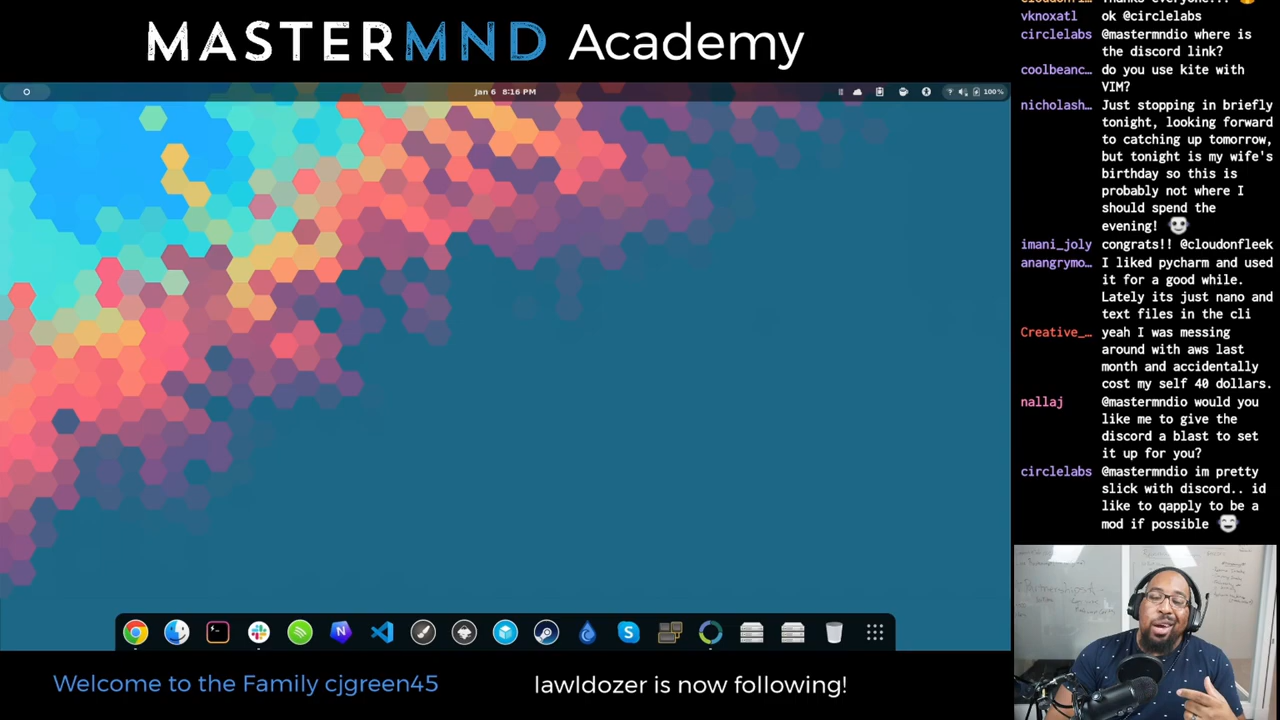 MASTERMND Academy
Jan 6 8:16 PM
100%
vknoxatl ok @circlelabs
circlelabs @mastermndio where is
the discord link?
coolbeanc… do you use kite with
VIM?
nicholash… Just stopping in briefly
tonight, looking forward
to catching up tomorrow,
but tonight is my wife's
birthday so this is
probably not where I
should spend the
evening!
imani_joly congrats!! @cloudonfleek
anangrymo… I liked pycharm and used
it for a good while.
Lately its just nano and
text files in the cli
Creative_… yeah I was messing
around with aws last
month and accidentally
cost my self 40 dollars.
nallaj @mastermndio would you
like me to give the
discord a blast to set
it up for you?
circlelabs @mastermndio im pretty
slick with discord.. id
like to qapply to be a
mod if possible
Welcome to the Family cjgreen45
lawldozer is now following!